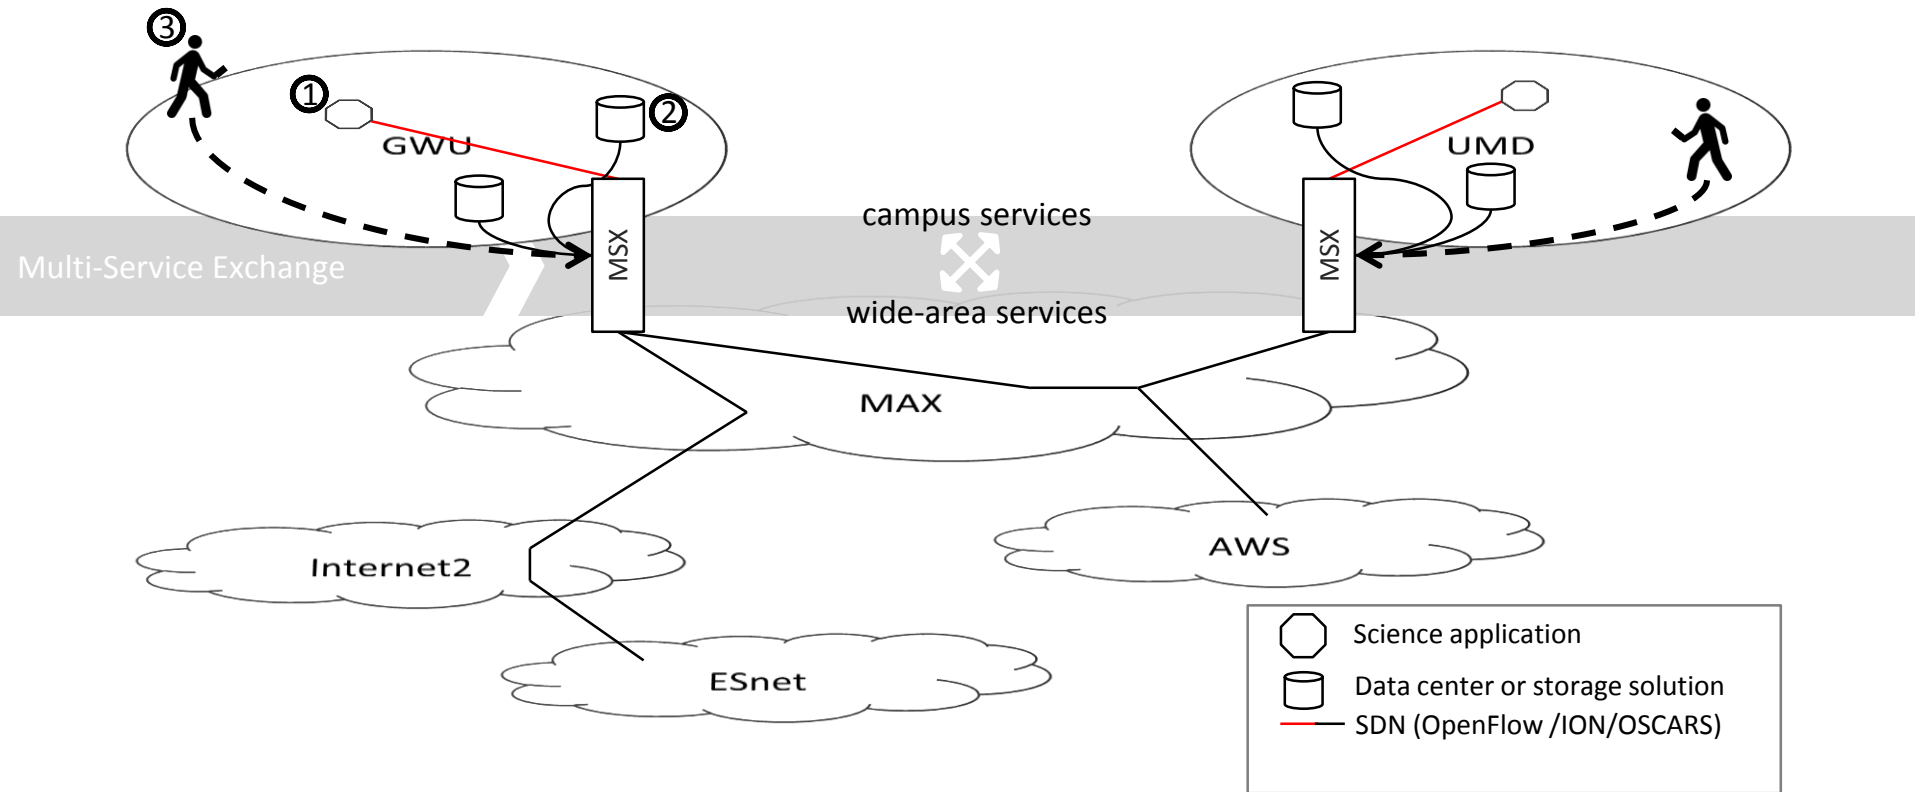 ③
①
②
GWU
UMD
campus services
Multi-Service Exchange
MSX
MSX
wide-area services
MAX
Internet2
AWS
ESnet
Science application
Data center or storage solution
SDN (OpenFlow /ION/OSCARS)